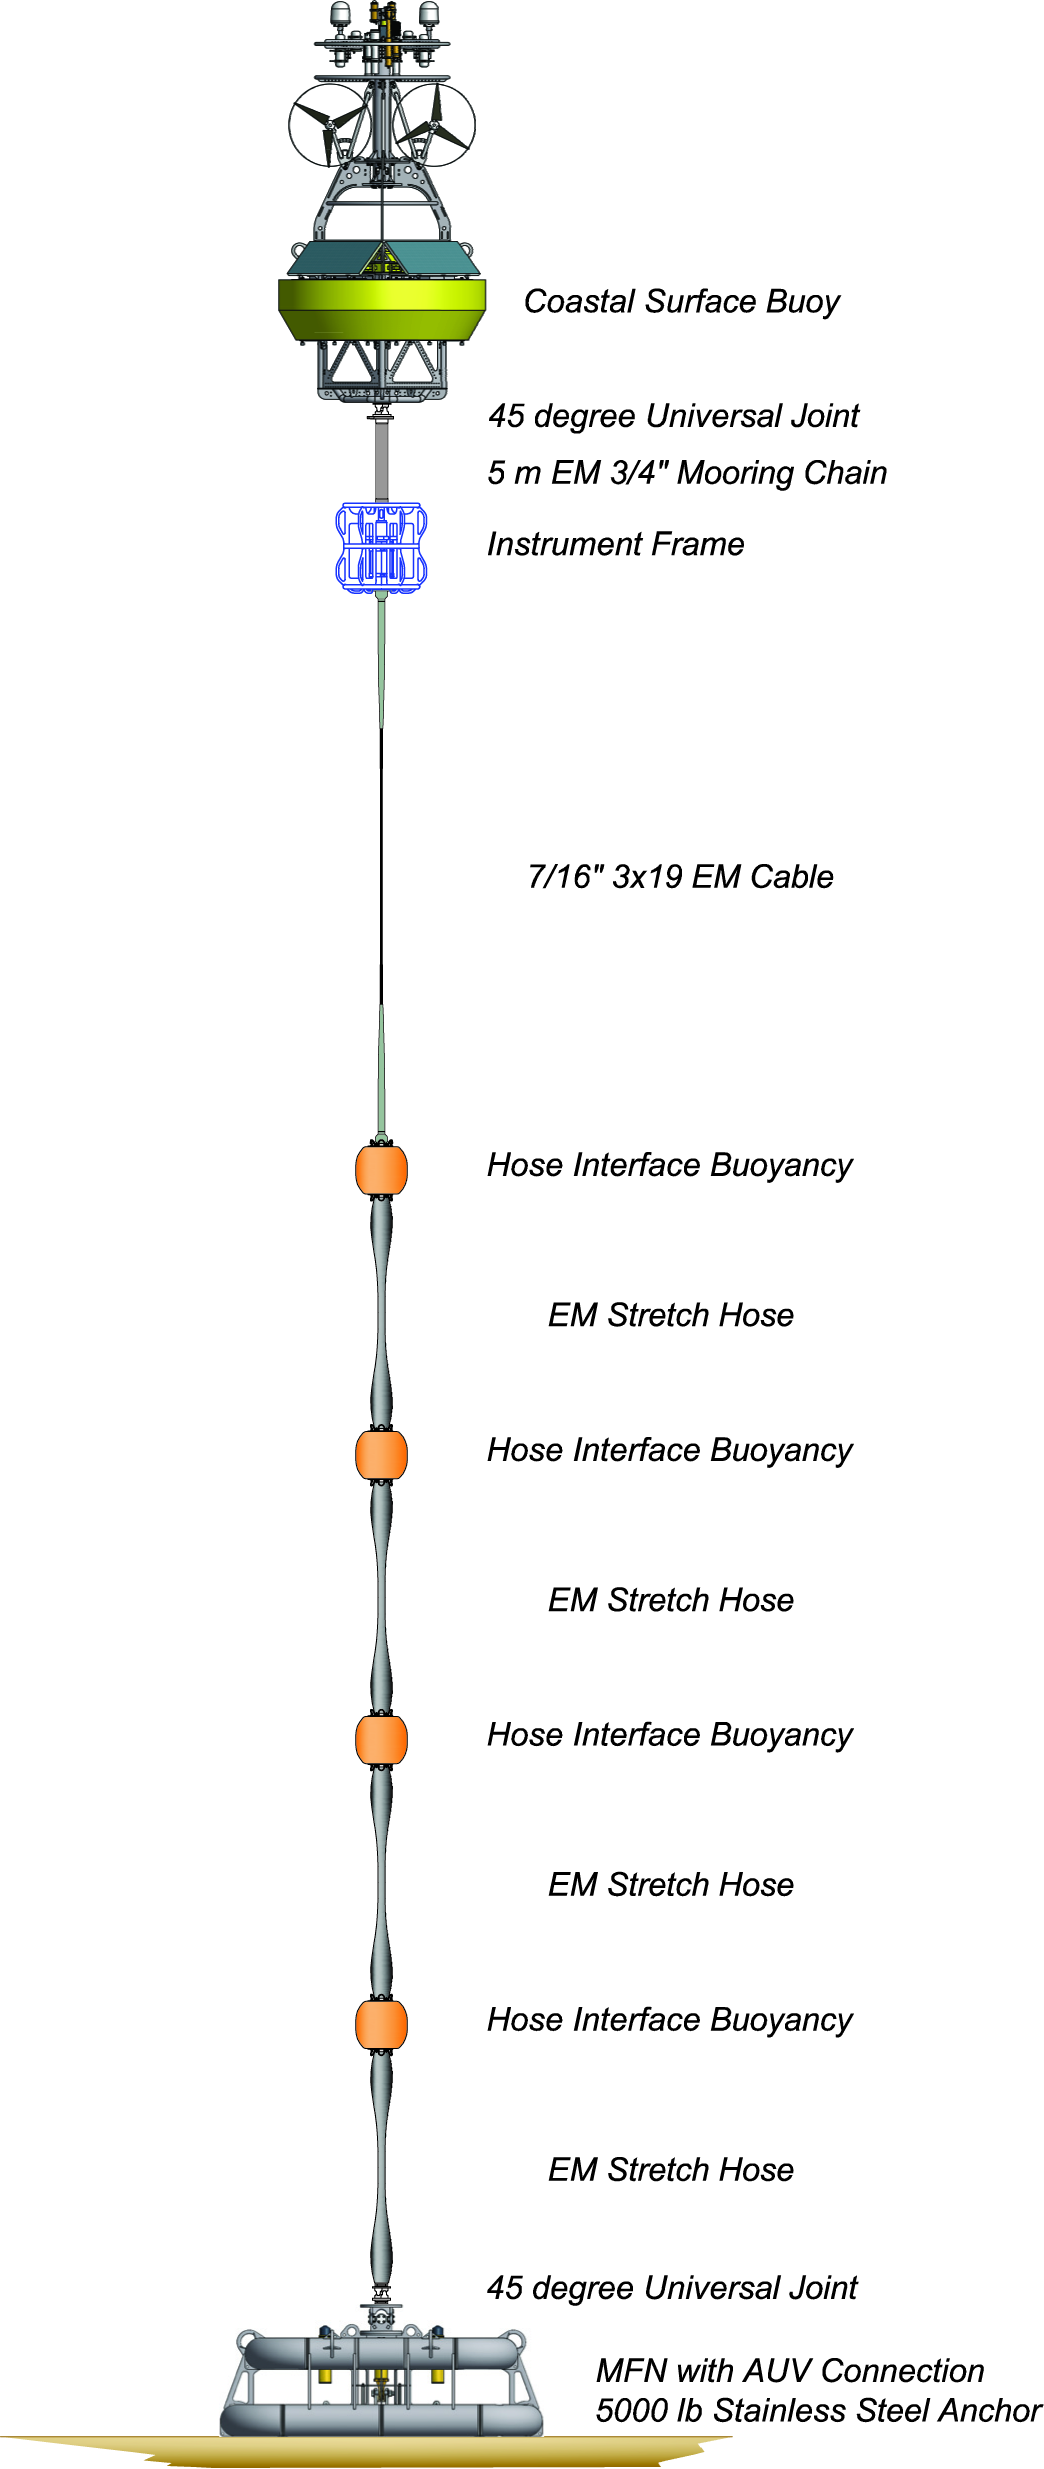 Coastal Surface Buoy
45 degree Universal Joint
5 m EM 3/4" Mooring Chain
Instrument Frame
7/16" 3x19 EM Cable
Hose Interface Buoyancy
EM Stretch Hose
Hose Interface Buoyancy
EM Stretch Hose
Hose Interface Buoyancy
EM Stretch Hose
Hose Interface Buoyancy
EM Stretch Hose
45 degree Universal Joint
MFN with AUV Connection
5000 lb Stainless Steel Anchor